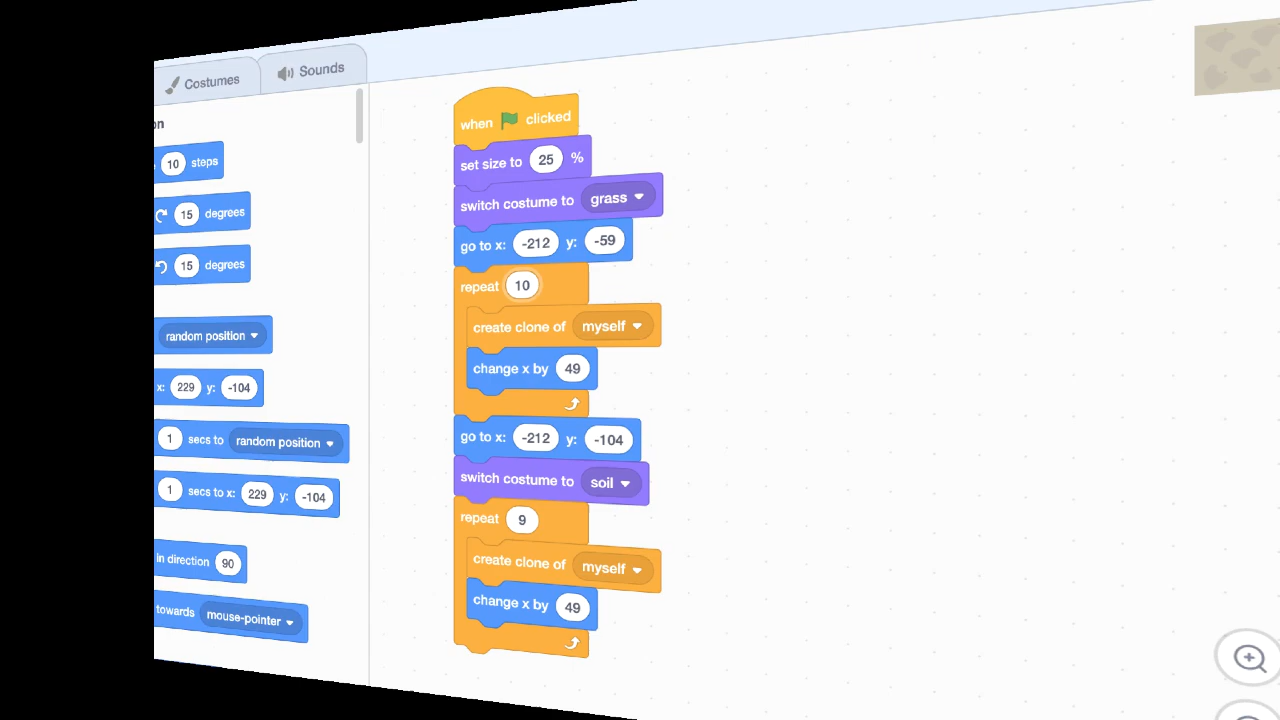 Costumes
Sounds
on
10 steps
15 degrees
15 degrees
random position
x: 229 y: -104
1 secs to random position
1 secs to x: 229 y: -104
in direction 90
towards mouse-pointer
when clicked
set size to 25 %
switch costume to grass
go to x: -212 y: -59
repeat 10
create clone of myself
change x by 49
go to x: -212 y: -104
switch costume to soil
repeat 9
create clone of myself
change x by 49